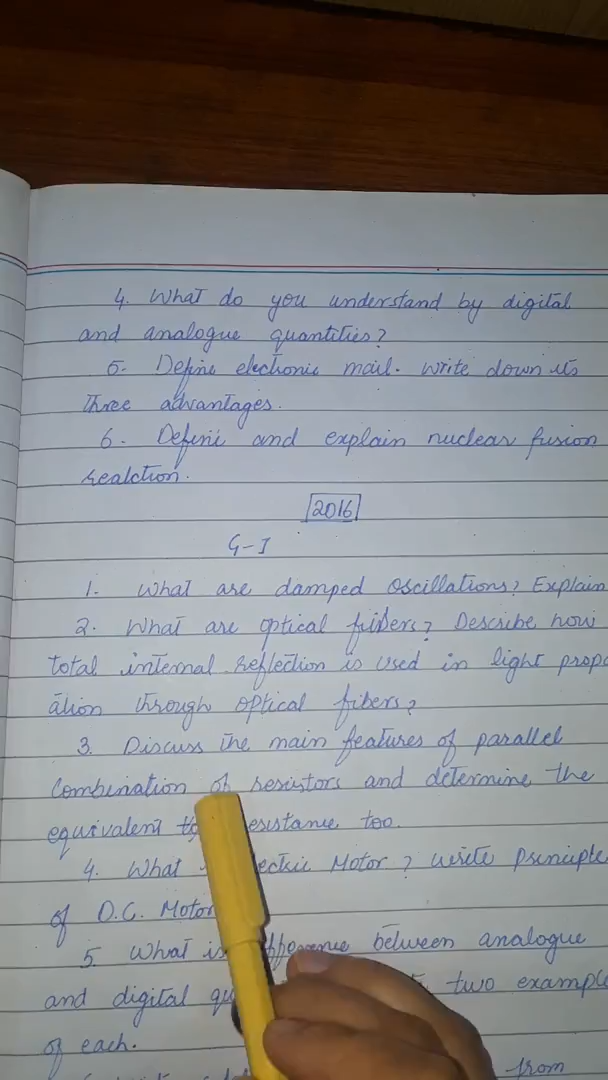 4. What do you understand by digital
and analogue quantities?
5. Define electronic mail. Write down its
three advantages.
6. Define and explain nuclear fusion
realction.
2016
G-I
1. What are damped oscillations? Explain
2. What are optical fibers? Describe how
total internal reflection is used in light propa
ation through optical fibers?
3. Discuss the main features of parallel
combination of resistors and determine the
equivalent resistance too.
4. What Motor? Write Principle
of D.C. Motor
5. What is between analogue
and digital two example
of each.
from